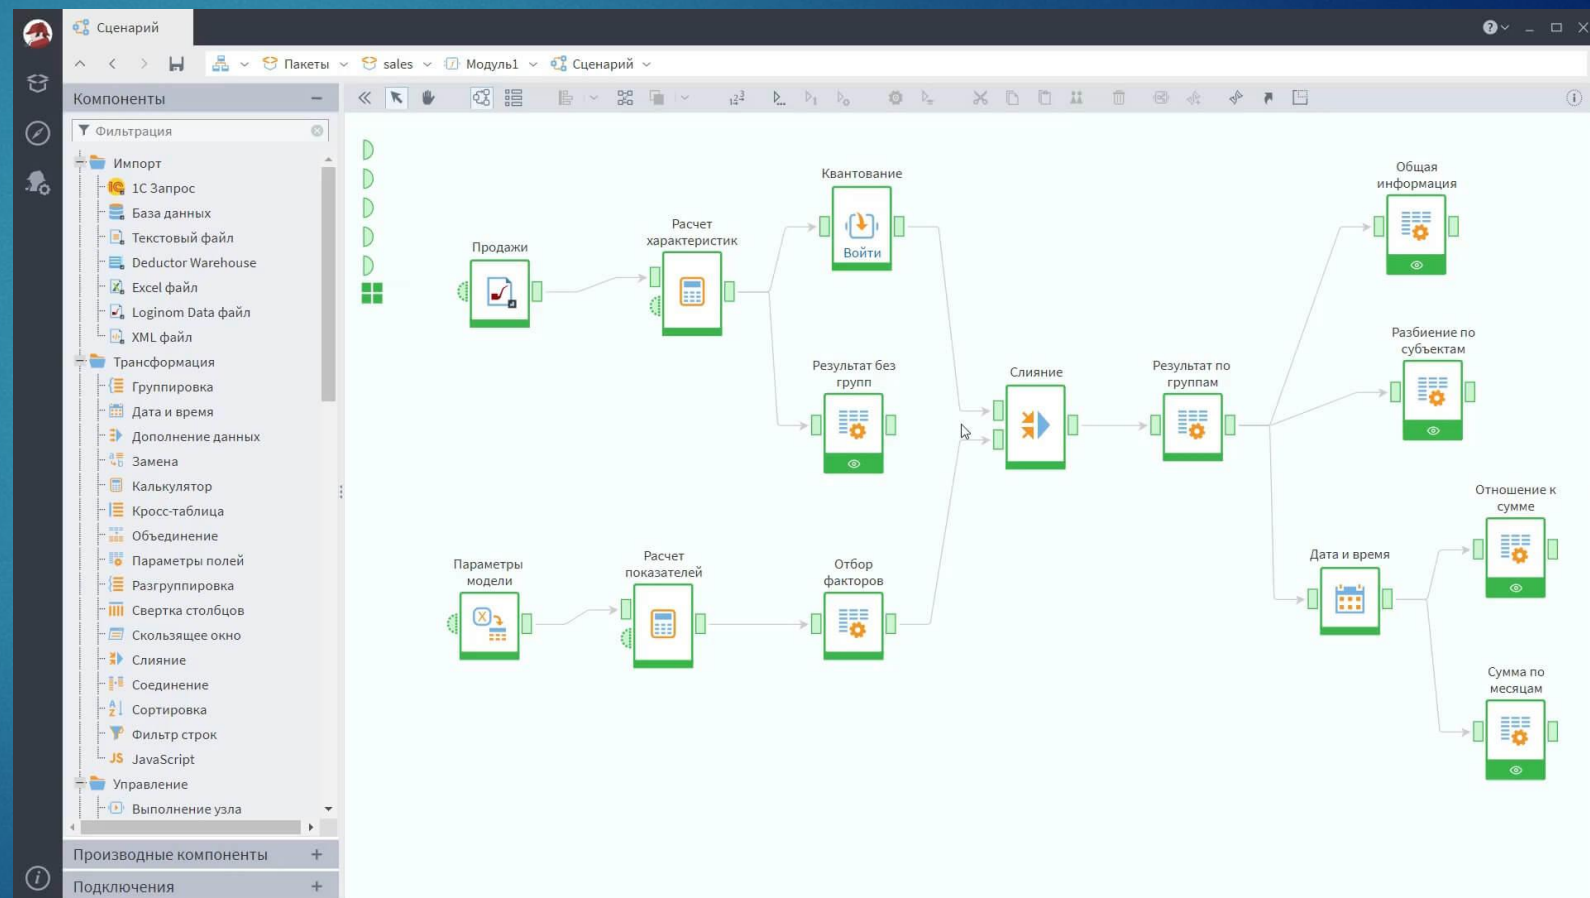 Сценарий
Пакеты
sales
Модуль1
Сценарий
Компоненты
Фильтрация
Импорт
1С Запрос
База данных
Текстовый файл
Deductor Warehouse
Excel файл
Loginom Data файл
XML файл
Трансформация
Группировка
Дата и время
Дополнение данных
Замена
Калькулятор
Кросс-таблица
Объединение
Параметры полей
Разгруппировка
Свертка столбцов
Скользящее окно
Слияние
Соединение
Сортировка
Фильтр строк
JS JavaScript
Управление
Выполнение узла
Производные компоненты
Подключения
Продажи
Расчет
характеристик
Квантование
Войти
Результат без
групп
Параметры
модели
Расчет
показателей
Отбор
факторов
Слияние
Результат по
группам
Общая
информация
Разбиение по
субъектам
Дата и время
Отношение к
сумме
Сумма по
месяцам